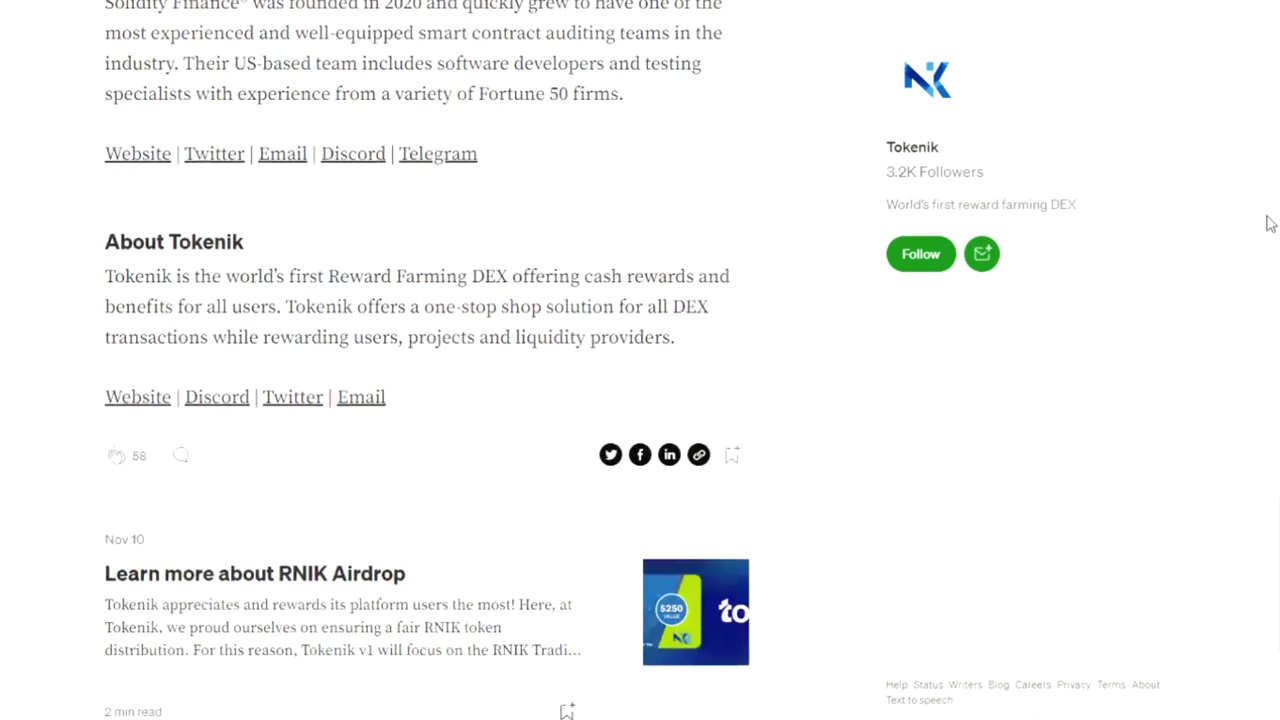 Solidity Finance® was founded in 2020 and quickly grew to have one of the
most experienced and well-equipped smart contract auditing teams in the
industry. Their US-based team includes software developers and testing
specialists with experience from a variety of Fortune 50 firms.
Website | Twitter | Email | Discord | Telegram
About Tokenik
Tokenik is the world's first Reward Farming DEX offering cash rewards and
benefits for all users. Tokenik offers a one-stop shop solution for all DEX
transactions while rewarding users, projects and liquidity providers.
Website | Discord | Twitter | Email
58
Nov 10
Learn more about RNIK Airdrop
Tokenik appreciates and rewards its platform users the most! Here, at
Tokenik, we proud ourselves on ensuring a fair RNIK token
distribution. For this reason, Tokenik v1 will focus on the RNIK Tradi...
$250
VALUE
to
2 min read
Tokenik
3.2K Followers
World's first reward farming DEX
Follow
Help Status Writers Blog Careers Privacy Terms About
Text to speech